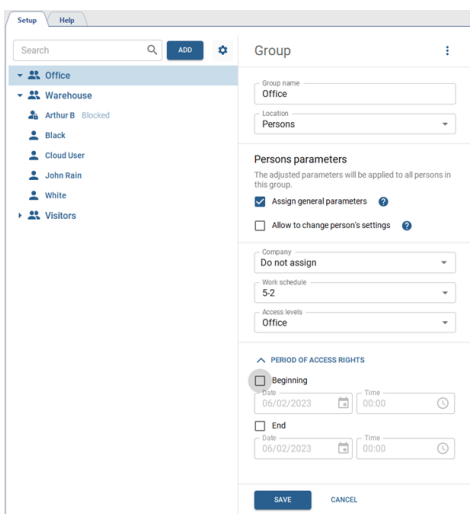 Setup
Help
Search
ADD
Office
Warehouse
Arthur B Blocked
Black
Cloud User
John Rain
White
Visitors
Group
Group name
Office
Location
Persons
Persons parameters
The adjusted parameters will be applied to all persons in
this group.
Assign general parameters ?
Allow to change person's settings ?
Company
Do not assign
Work schedule
5-2
Access levels
Office
PERIOD OF ACCESS RIGHTS
Beginning
Date
06/02/2023
Time
00:00
End
Date
06/02/2023
Time
00:00
SAVE
CANCEL